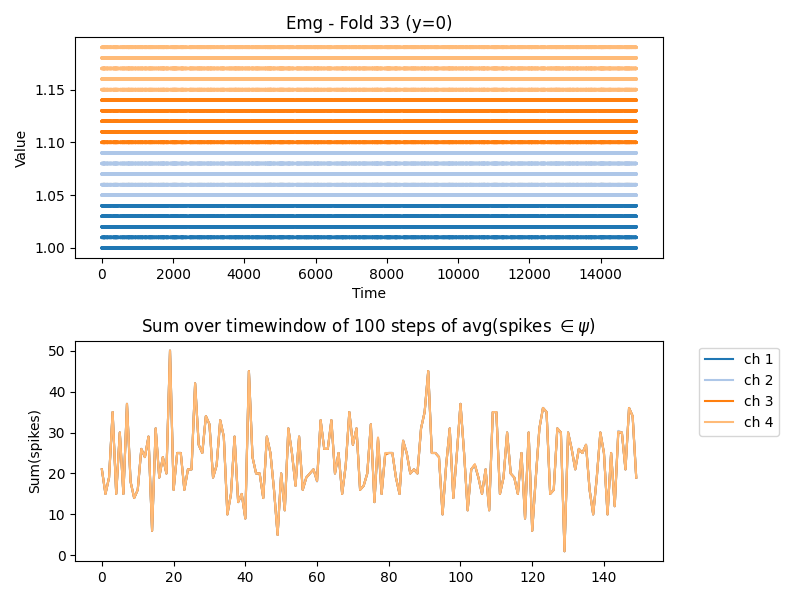 Emg - Fold 33 (y=0)
Value
1.15
1.10
1.05
1.00
0 2000 4000 6000 8000 10000 12000 14000
Time
Sum over timewindow of 100 steps of avg(spikes ∈ ψ)
Sum(spikes)
50
40
30
20
10
0
0 20 40 60 80 100 120 140
ch 1
ch 2
ch 3
ch 4